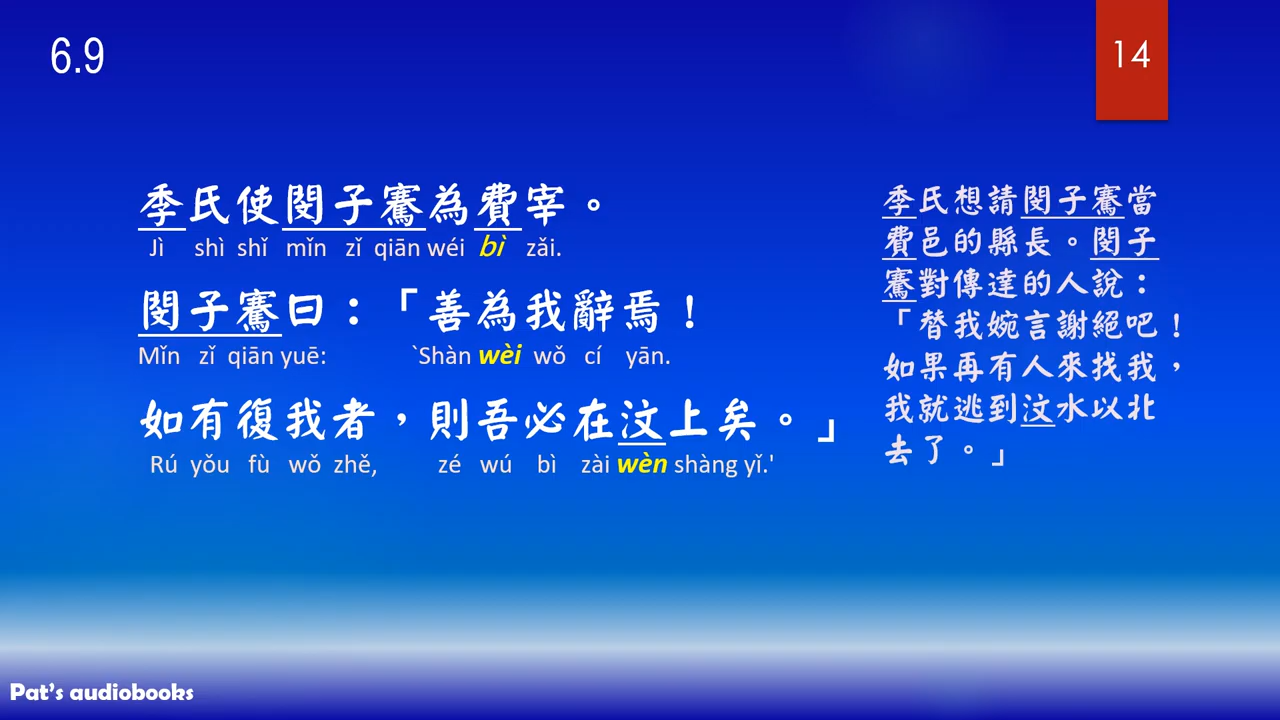 6.9
14
季氏使閔子騫為費宰。
Jì shì shǐ mǐn zǐ qiān wéi bì zǎi.
閔子騫曰：「善為我辭焉！
Mǐn zǐ qiān yuē: `Shàn wèi wǒ cí yān.
如有復我者，則吾必在汶上矣。」
Rú yǒu fù wǒ zhě, zé wú bì zài wèn shàng yǐ.'
季氏想請閔子騫當
費邑的縣長。閔子
騫對傳達的人說：
「替我婉言謝絕吧！
如果再有人來找我，
我就逃到汶水以北
去了。」
Pat's audiobooks